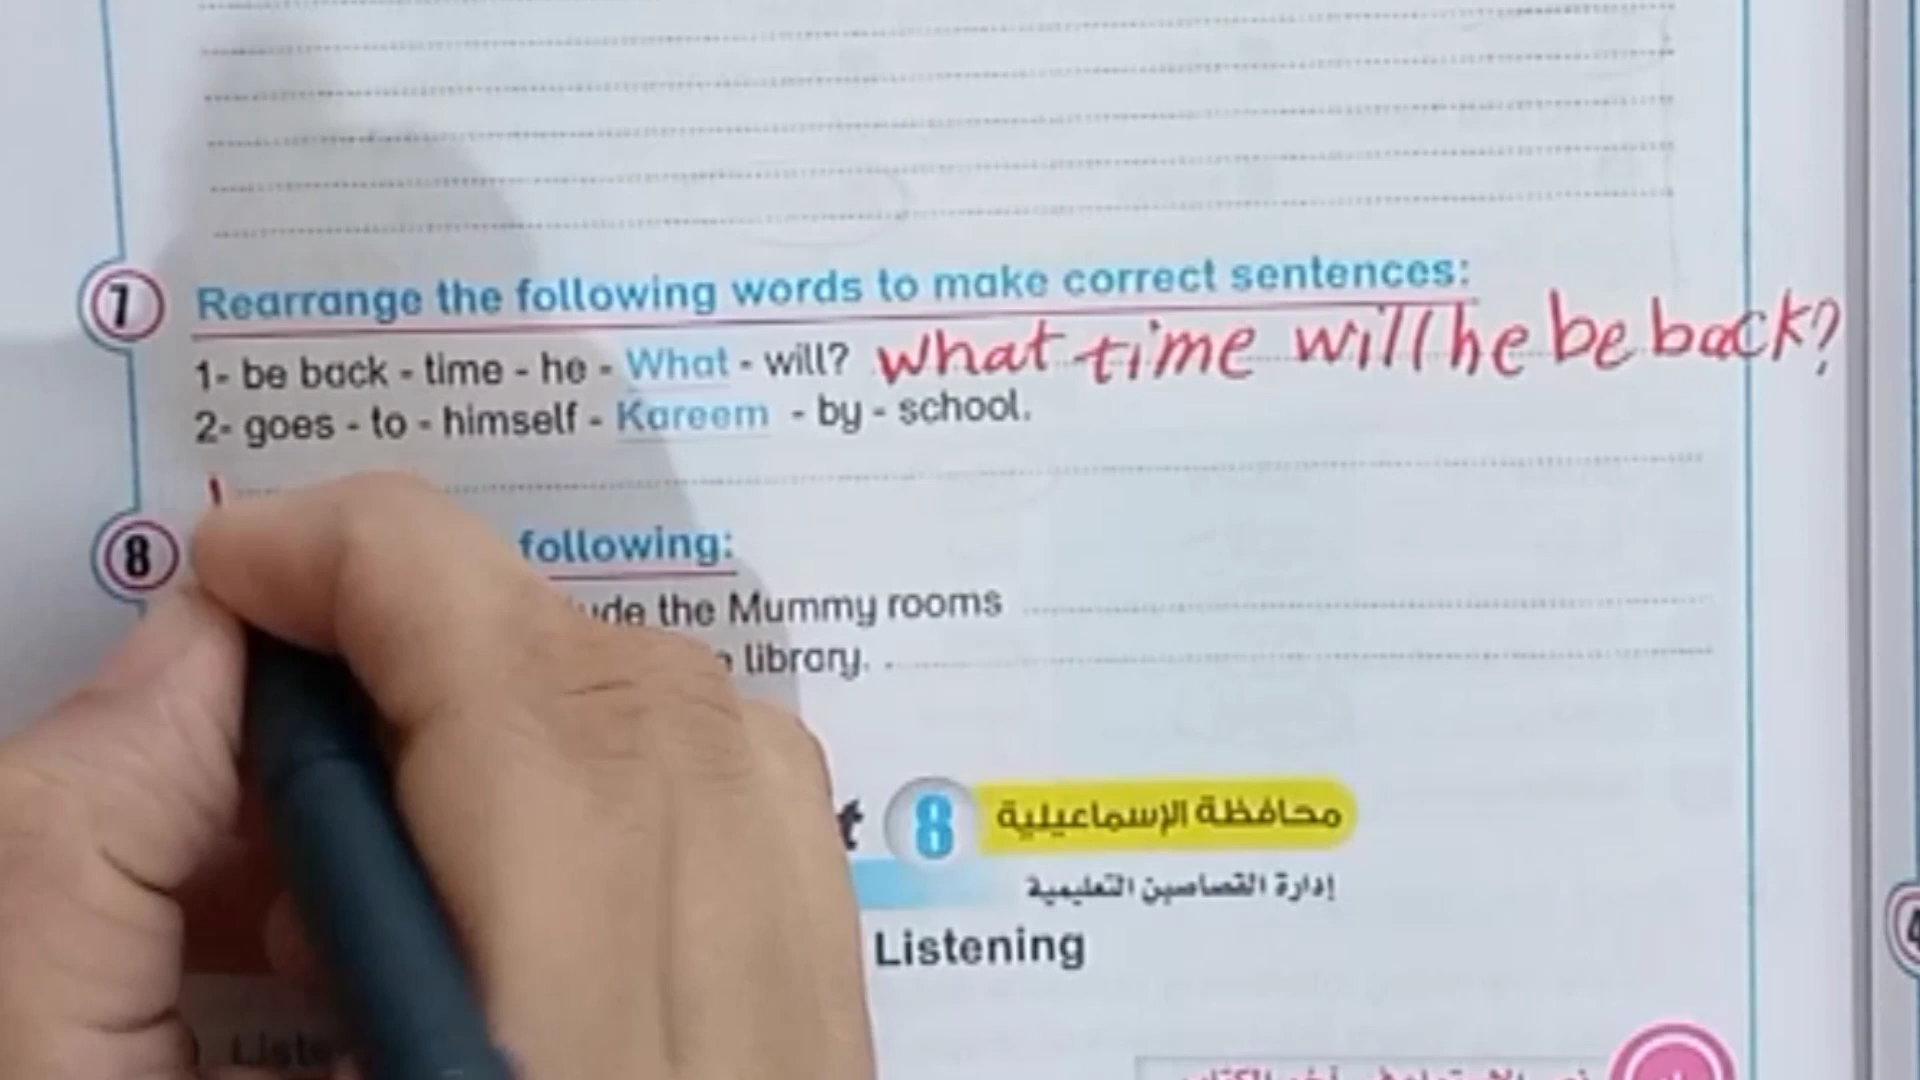 7 Rearrange the following words to make correct sentences:
1- be back - time - he - What - will? What time will he be back?
2- goes - to - himself - Kareem - by - school.
8 following:
the Mummy rooms
library.
8 محافظة الإسماعيلية
إدارة القصاصين التعليمية
Listening